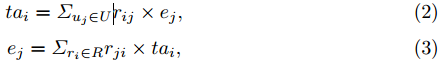 ta_i = Σ_{u_j∈U} r_{ij} × e_j, (2)
e_j = Σ_{r_i∈R} r_{ji} × ta_i, (3)